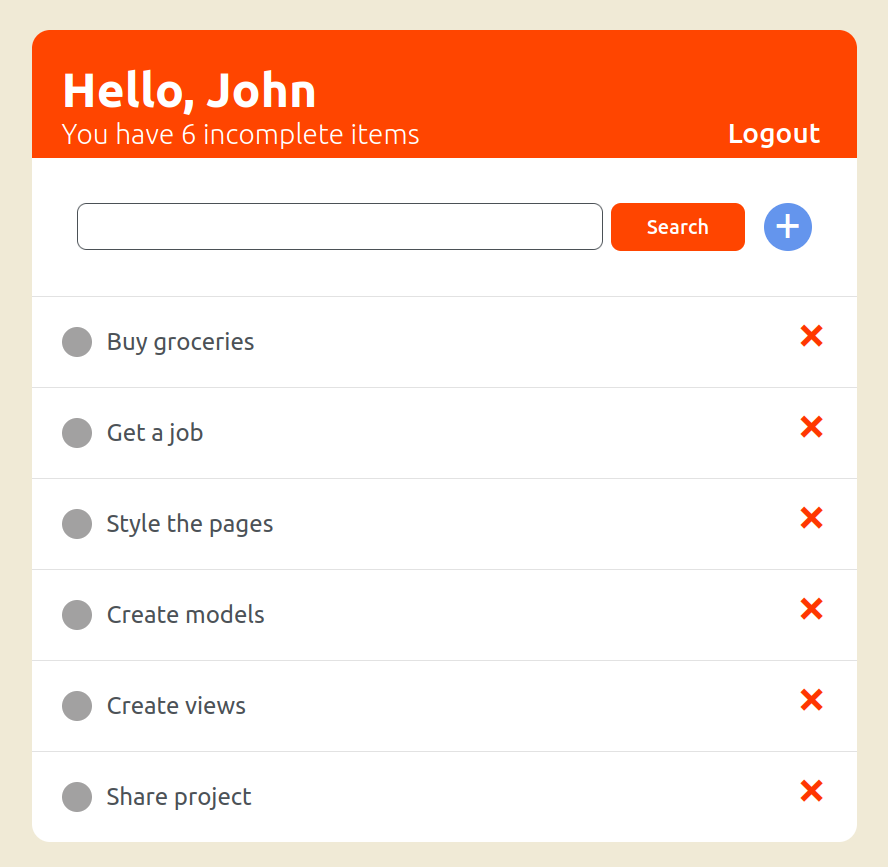 Hello, John
You have 6 incomplete items
Logout
Search
Buy groceries
Get a job
Style the pages
Create models
Create views
Share project